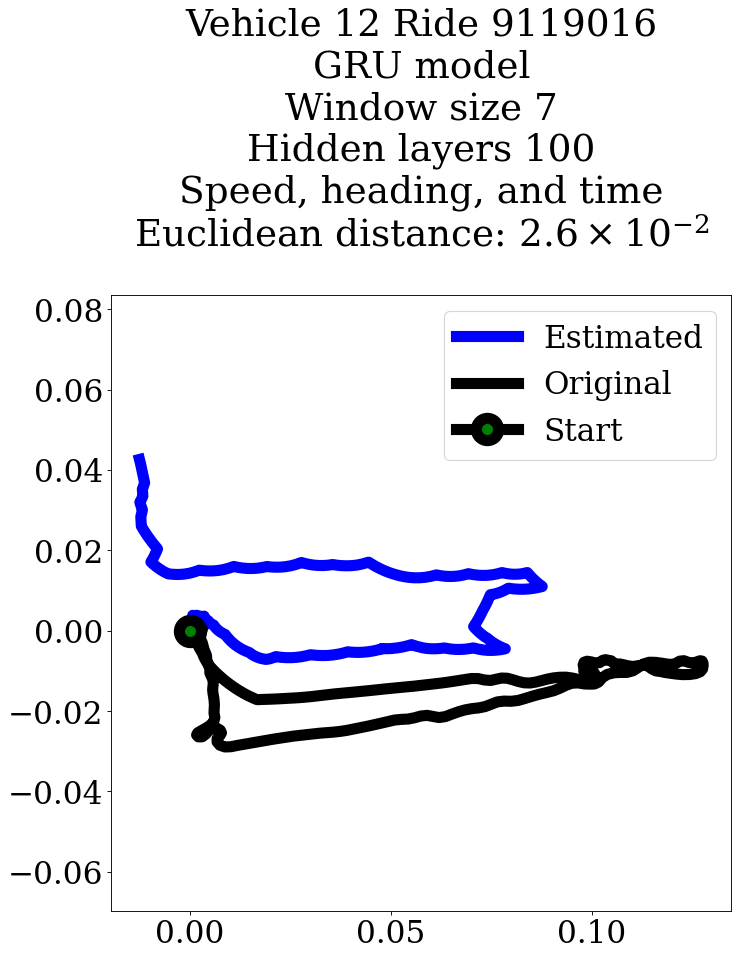 Vehicle 12 Ride 9119016
GRU model
Window size 7
Hidden layers 100
Speed, heading, and time
Euclidean distance: 2.6 × 10⁻²
Estimated
Original
Start
0.08
0.06
0.04
0.02
0.00
−0.02
−0.04
−0.06
0.00 0.05 0.10